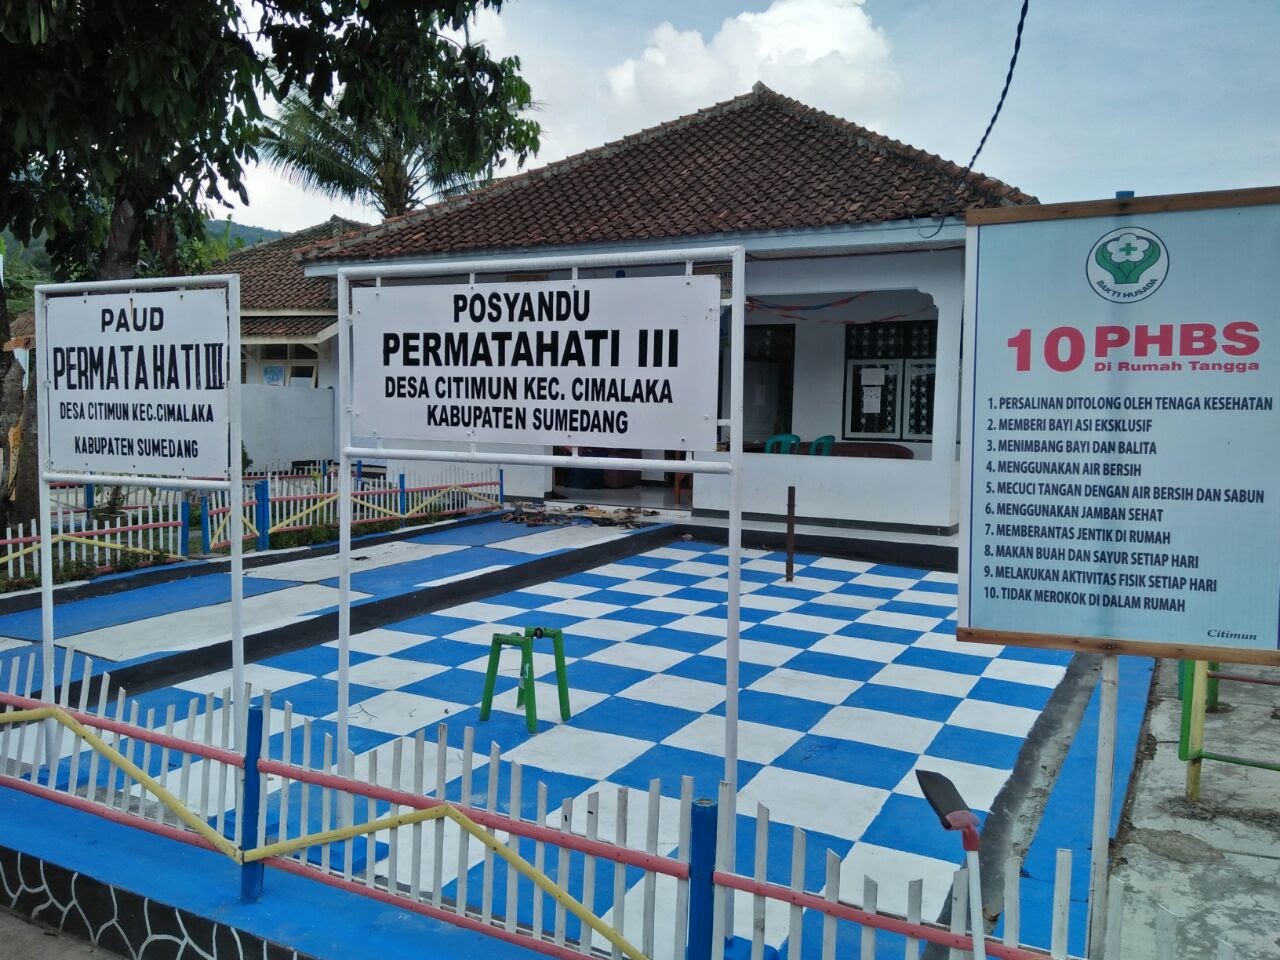 PAUD
PERMATA HATI III
DESA CITIMUN KEC.CIMALAKA
KABUPATEN SUMEDANG
POSYANDU
PERMATAHATI III
DESA CITIMUN KEC. CIMALAKA
KABUPATEN SUMEDANG
BAKTI HUSADA
10 PHBS
Di Rumah Tangga
1. PERSALINAN DITOLONG OLEH TENAGA KESEHATAN
2. MEMBERI BAYI ASI EKSKLUSIF
3. MENIMBANG BAYI DAN BALITA
4. MENGGUNAKAN AIR BERSIH
5. MECUCI TANGAN DENGAN AIR BERSIH DAN SABUN
6. MENGGUNAKAN JAMBAN SEHAT
7. MEMBERANTAS JENTIK DI RUMAH
8. MAKAN BUAH DAN SAYUR SETIAP HARI
9. MELAKUKAN AKTIVITAS FISIK SETIAP HARI
10. TIDAK MEROKOK DI DALAM RUMAH
Citimun